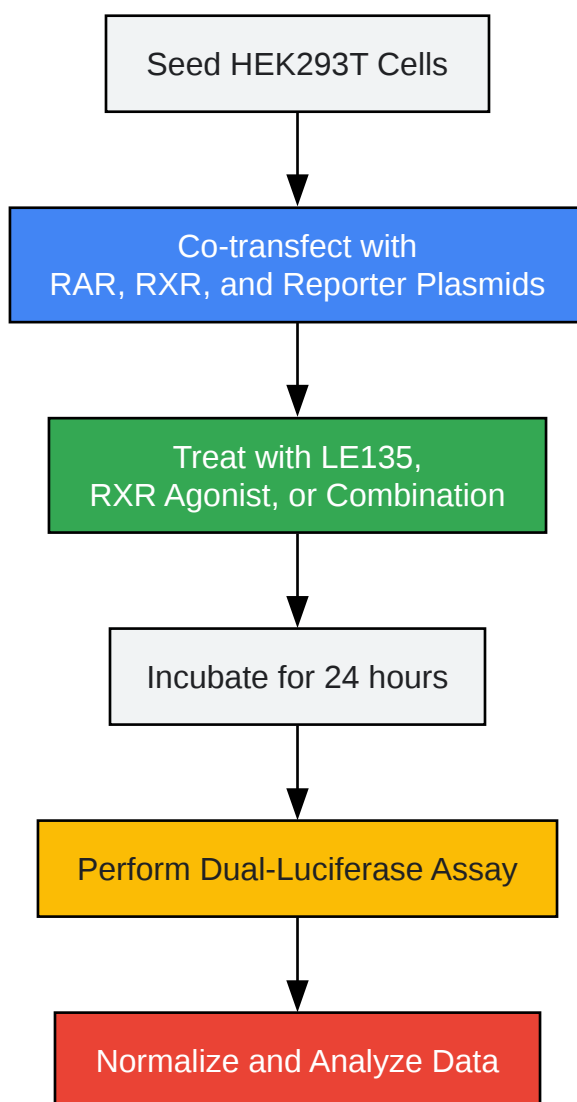 Seed HEK293T Cells
Co-transfect with
RAR, RXR, and Reporter Plasmids
Treat with LE135,
RXR Agonist, or Combination
Incubate for 24 hours
Perform Dual-Luciferase Assay
Normalize and Analyze Data